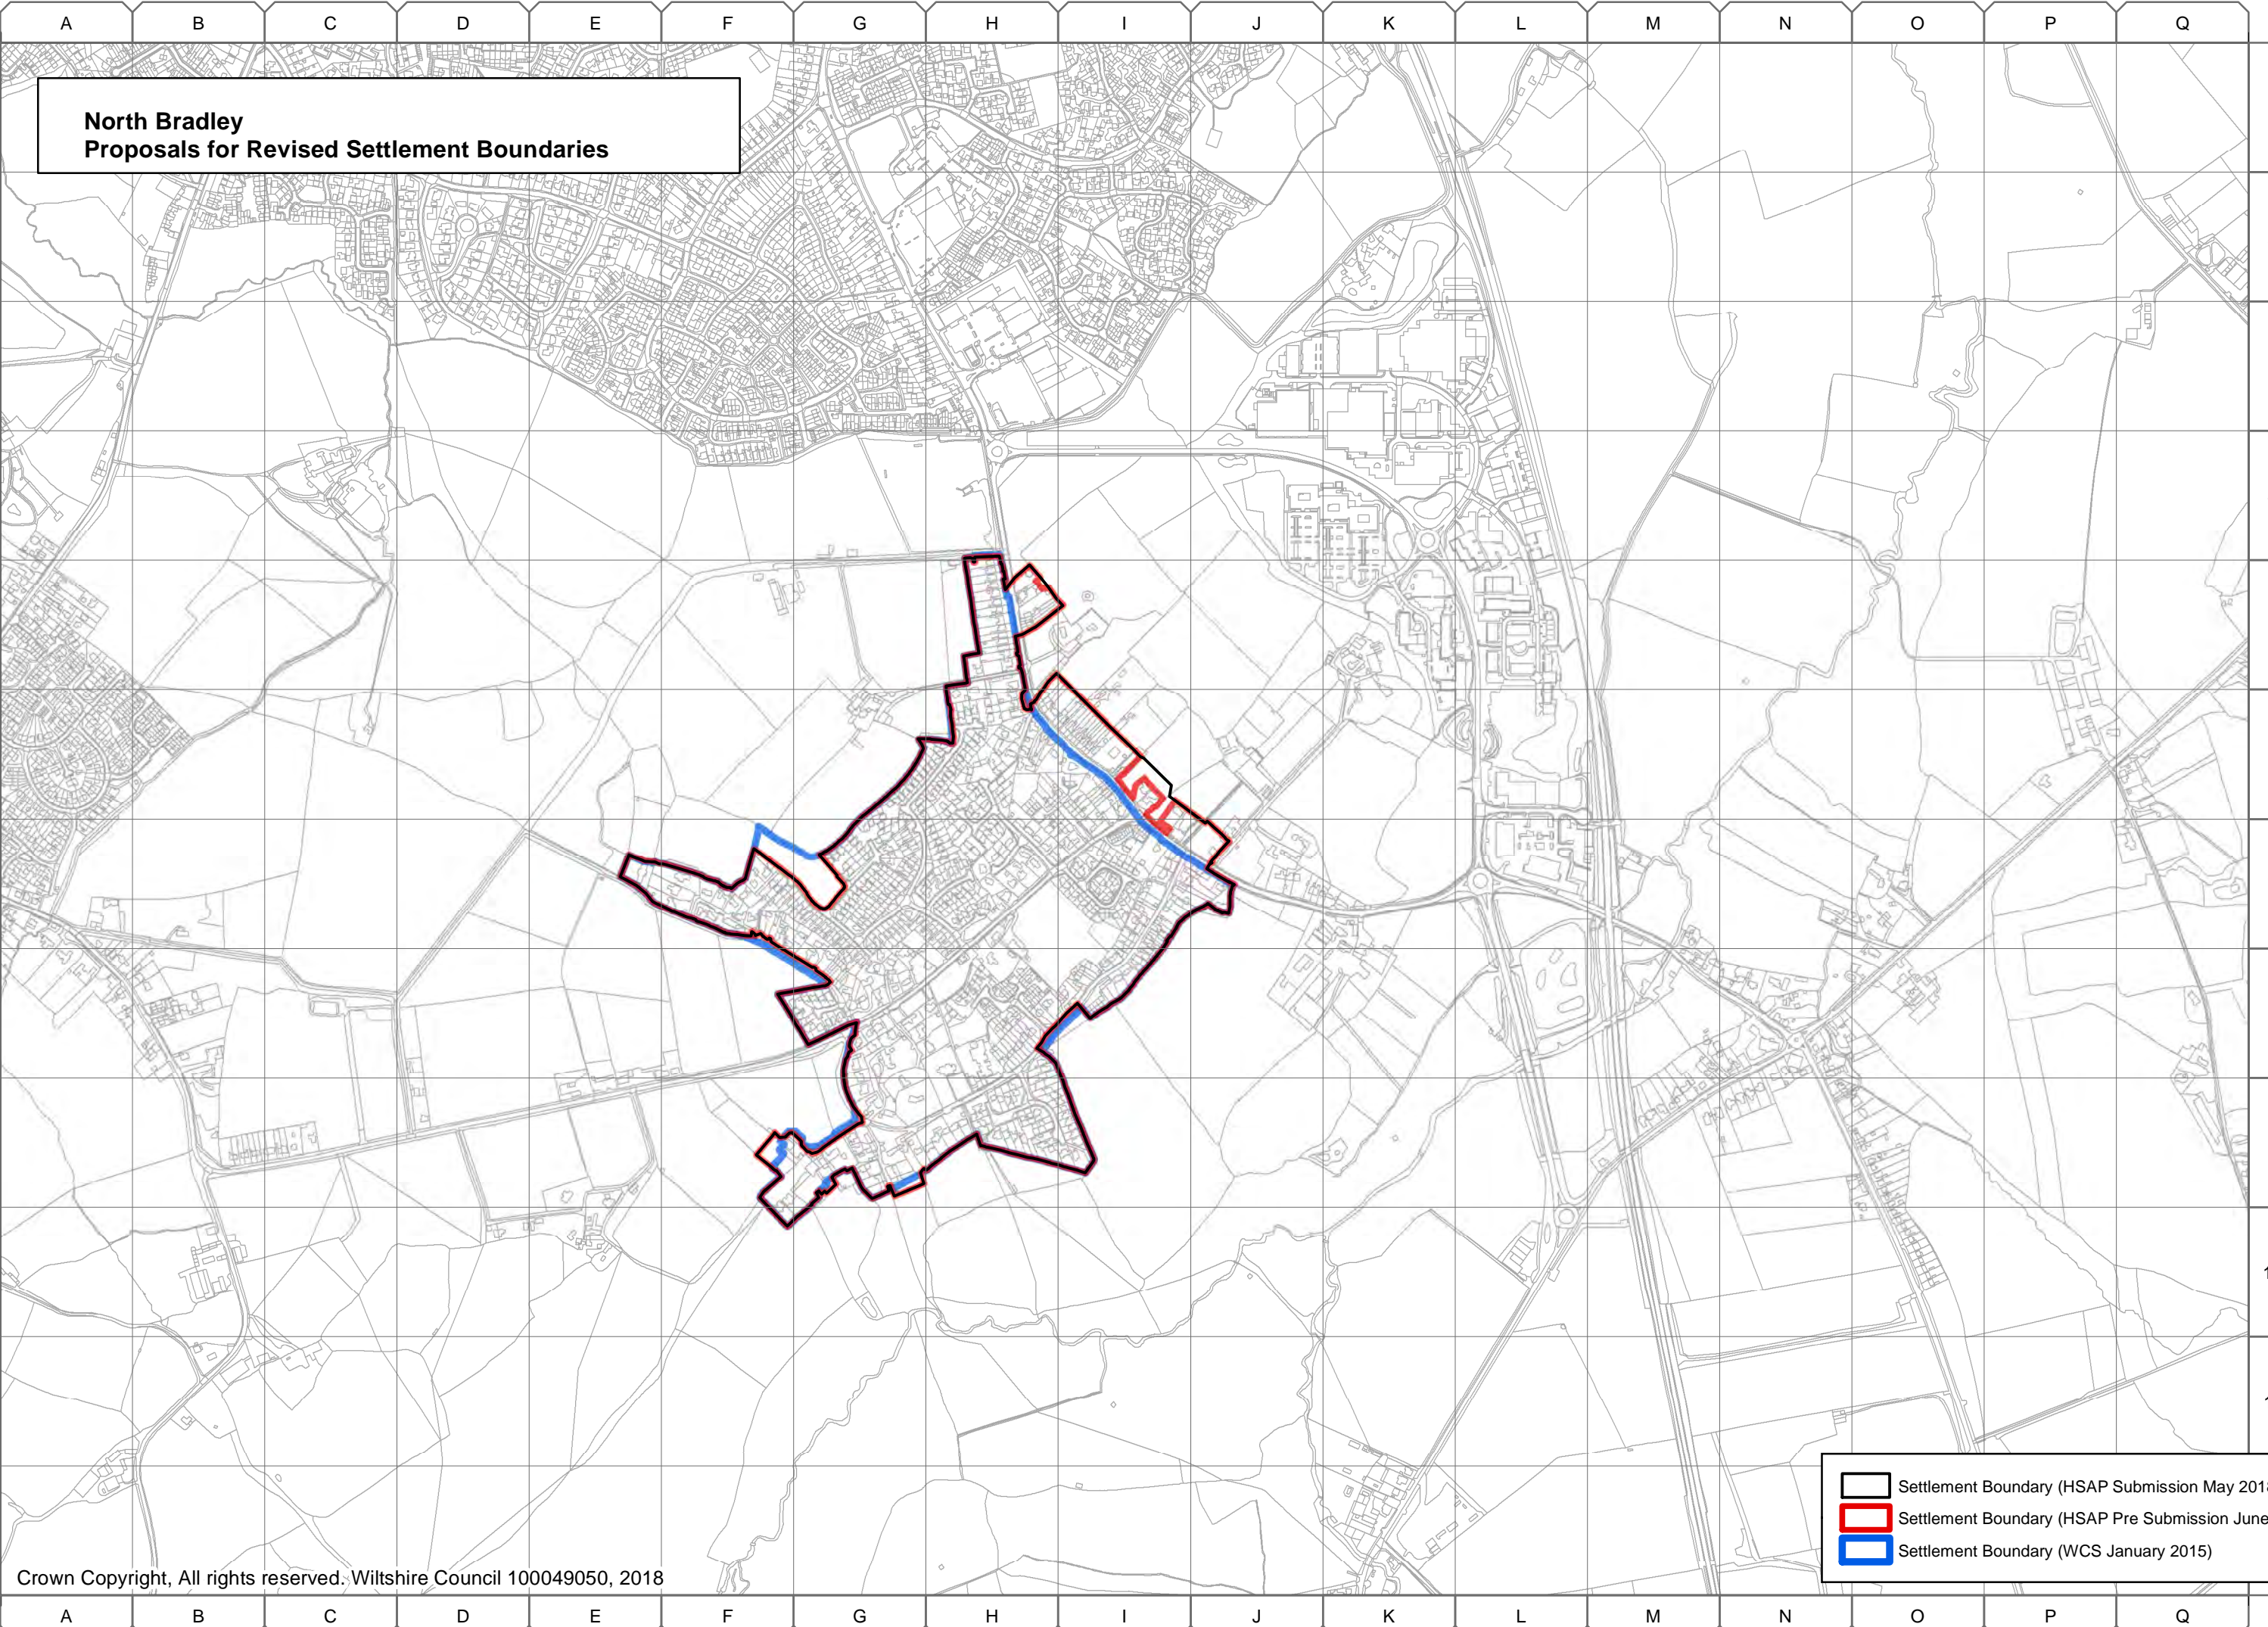 A B C D E F G H I J K L M N O P Q
North Bradley
Proposals for Revised Settlement Boundaries
Settlement Boundary (HSAP Submission May 201
Settlement Boundary (HSAP Pre Submission June
Settlement Boundary (WCS January 2015)
Crown Copyright, All rights reserved. Wiltshire Council 100049050, 2018
A B C D E F G H I J K L M N O P Q